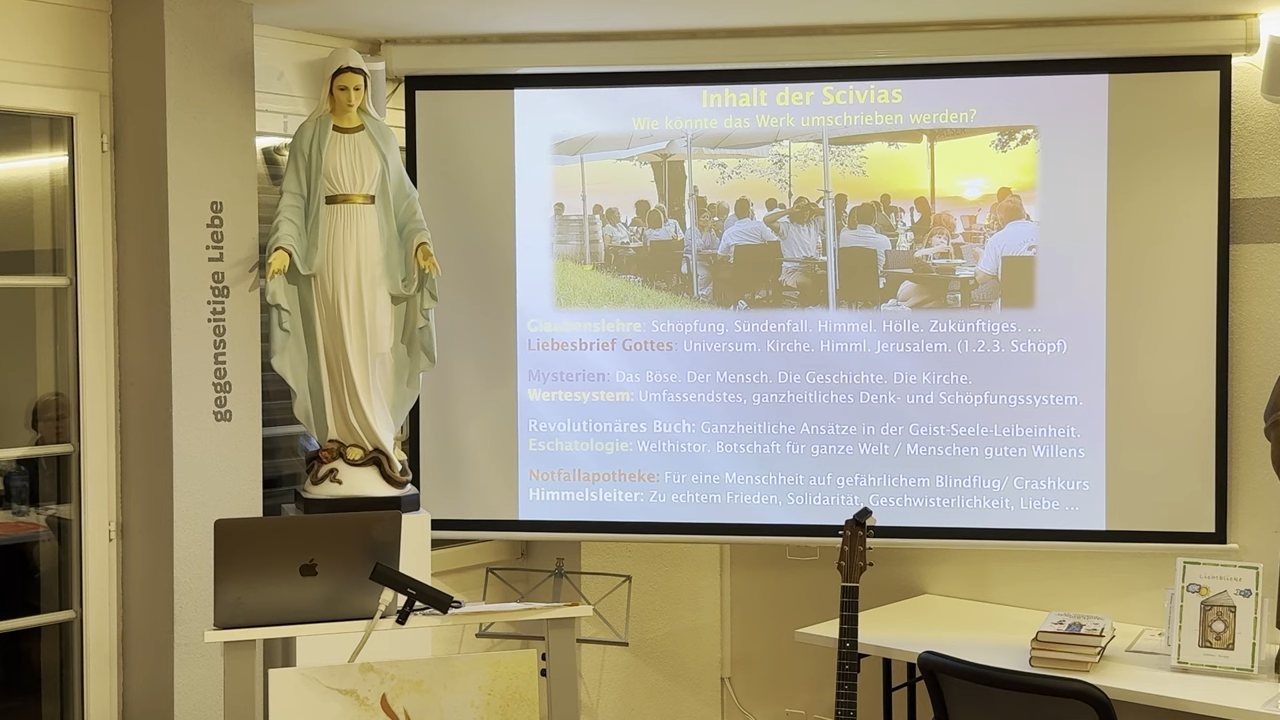 gegenseitige Liebe
Inhalt der Scivias
Wie könnte das Werk umschrieben werden?
Glaubenslehre: Schöpfung. Sündenfall. Himmel. Hölle. Zukünftiges. ...
Liebesbrief Gottes: Universum. Kirche. Himml. Jerusalem. (1.2.3. Schöpf)
Mysterien: Das Böse. Der Mensch. Die Geschichte. Die Kirche.
Wertesystem: Umfassendstes, ganzheitliches Denk- und Schöpfungssystem.
Revolutionäres Buch: Ganzheitliche Ansätze in der Geist-Seele-Leibeinheit.
Eschatologie: Welthistor. Botschaft für ganze Welt / Menschen guten Willens
Notfallapotheke: Für eine Menschheit auf gefährlichem Blindflug/ Crashkurs
Himmelsleiter: Zu echtem Frieden, Solidarität, Geschwisterlichkeit, Liebe ...
Lichtblicke